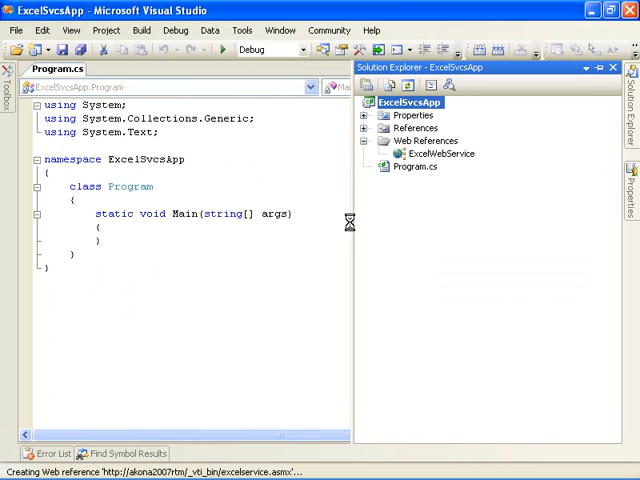 ExcelSvcsApp - Microsoft Visual Studio
File Edit View Project Build Debug Data Tools Window Community Help
Debug
Program.cs
ExcelSvcsApp.Program
Mai
using System;
using System.Collections.Generic;
using System.Text;
namespace ExcelSvcsApp
{
class Program
{
static void Main(string[] args)
{
}
}
}
Solution Explorer - ExcelSvcsApp
ExcelSvcsApp
Properties
References
Web References
ExcelWebService
Program.cs
Toolbox
Solution Explorer
Properties
Error List
Find Symbol Results
Creating Web reference 'http://akona2007rtm/_vti_bin/excelservice.asmx'...